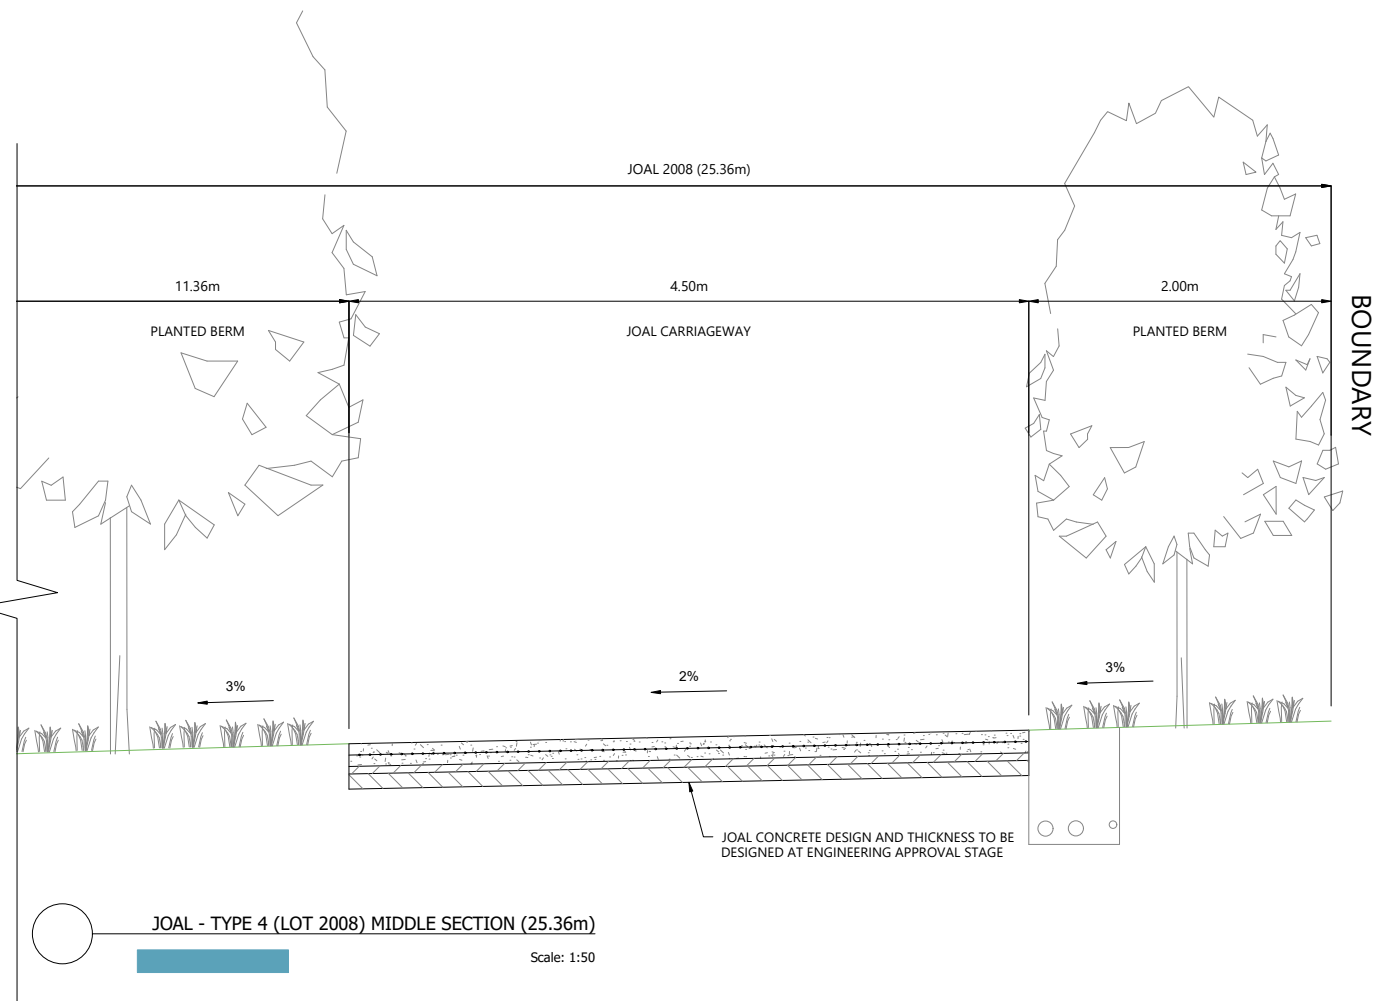 JOAL 2008 (25.36m)
11.36m
4.50m
2.00m
PLANTED BERM
JOAL CARRIAGEWAY
PLANTED BERM
BOUNDARY
3%
2%
3%
JOAL CONCRETE DESIGN AND THICKNESS TO BE
DESIGNED AT ENGINEERING APPROVAL STAGE
JOAL - TYPE 4 (LOT 2008) MIDDLE SECTION (25.36m)
Scale: 1:50